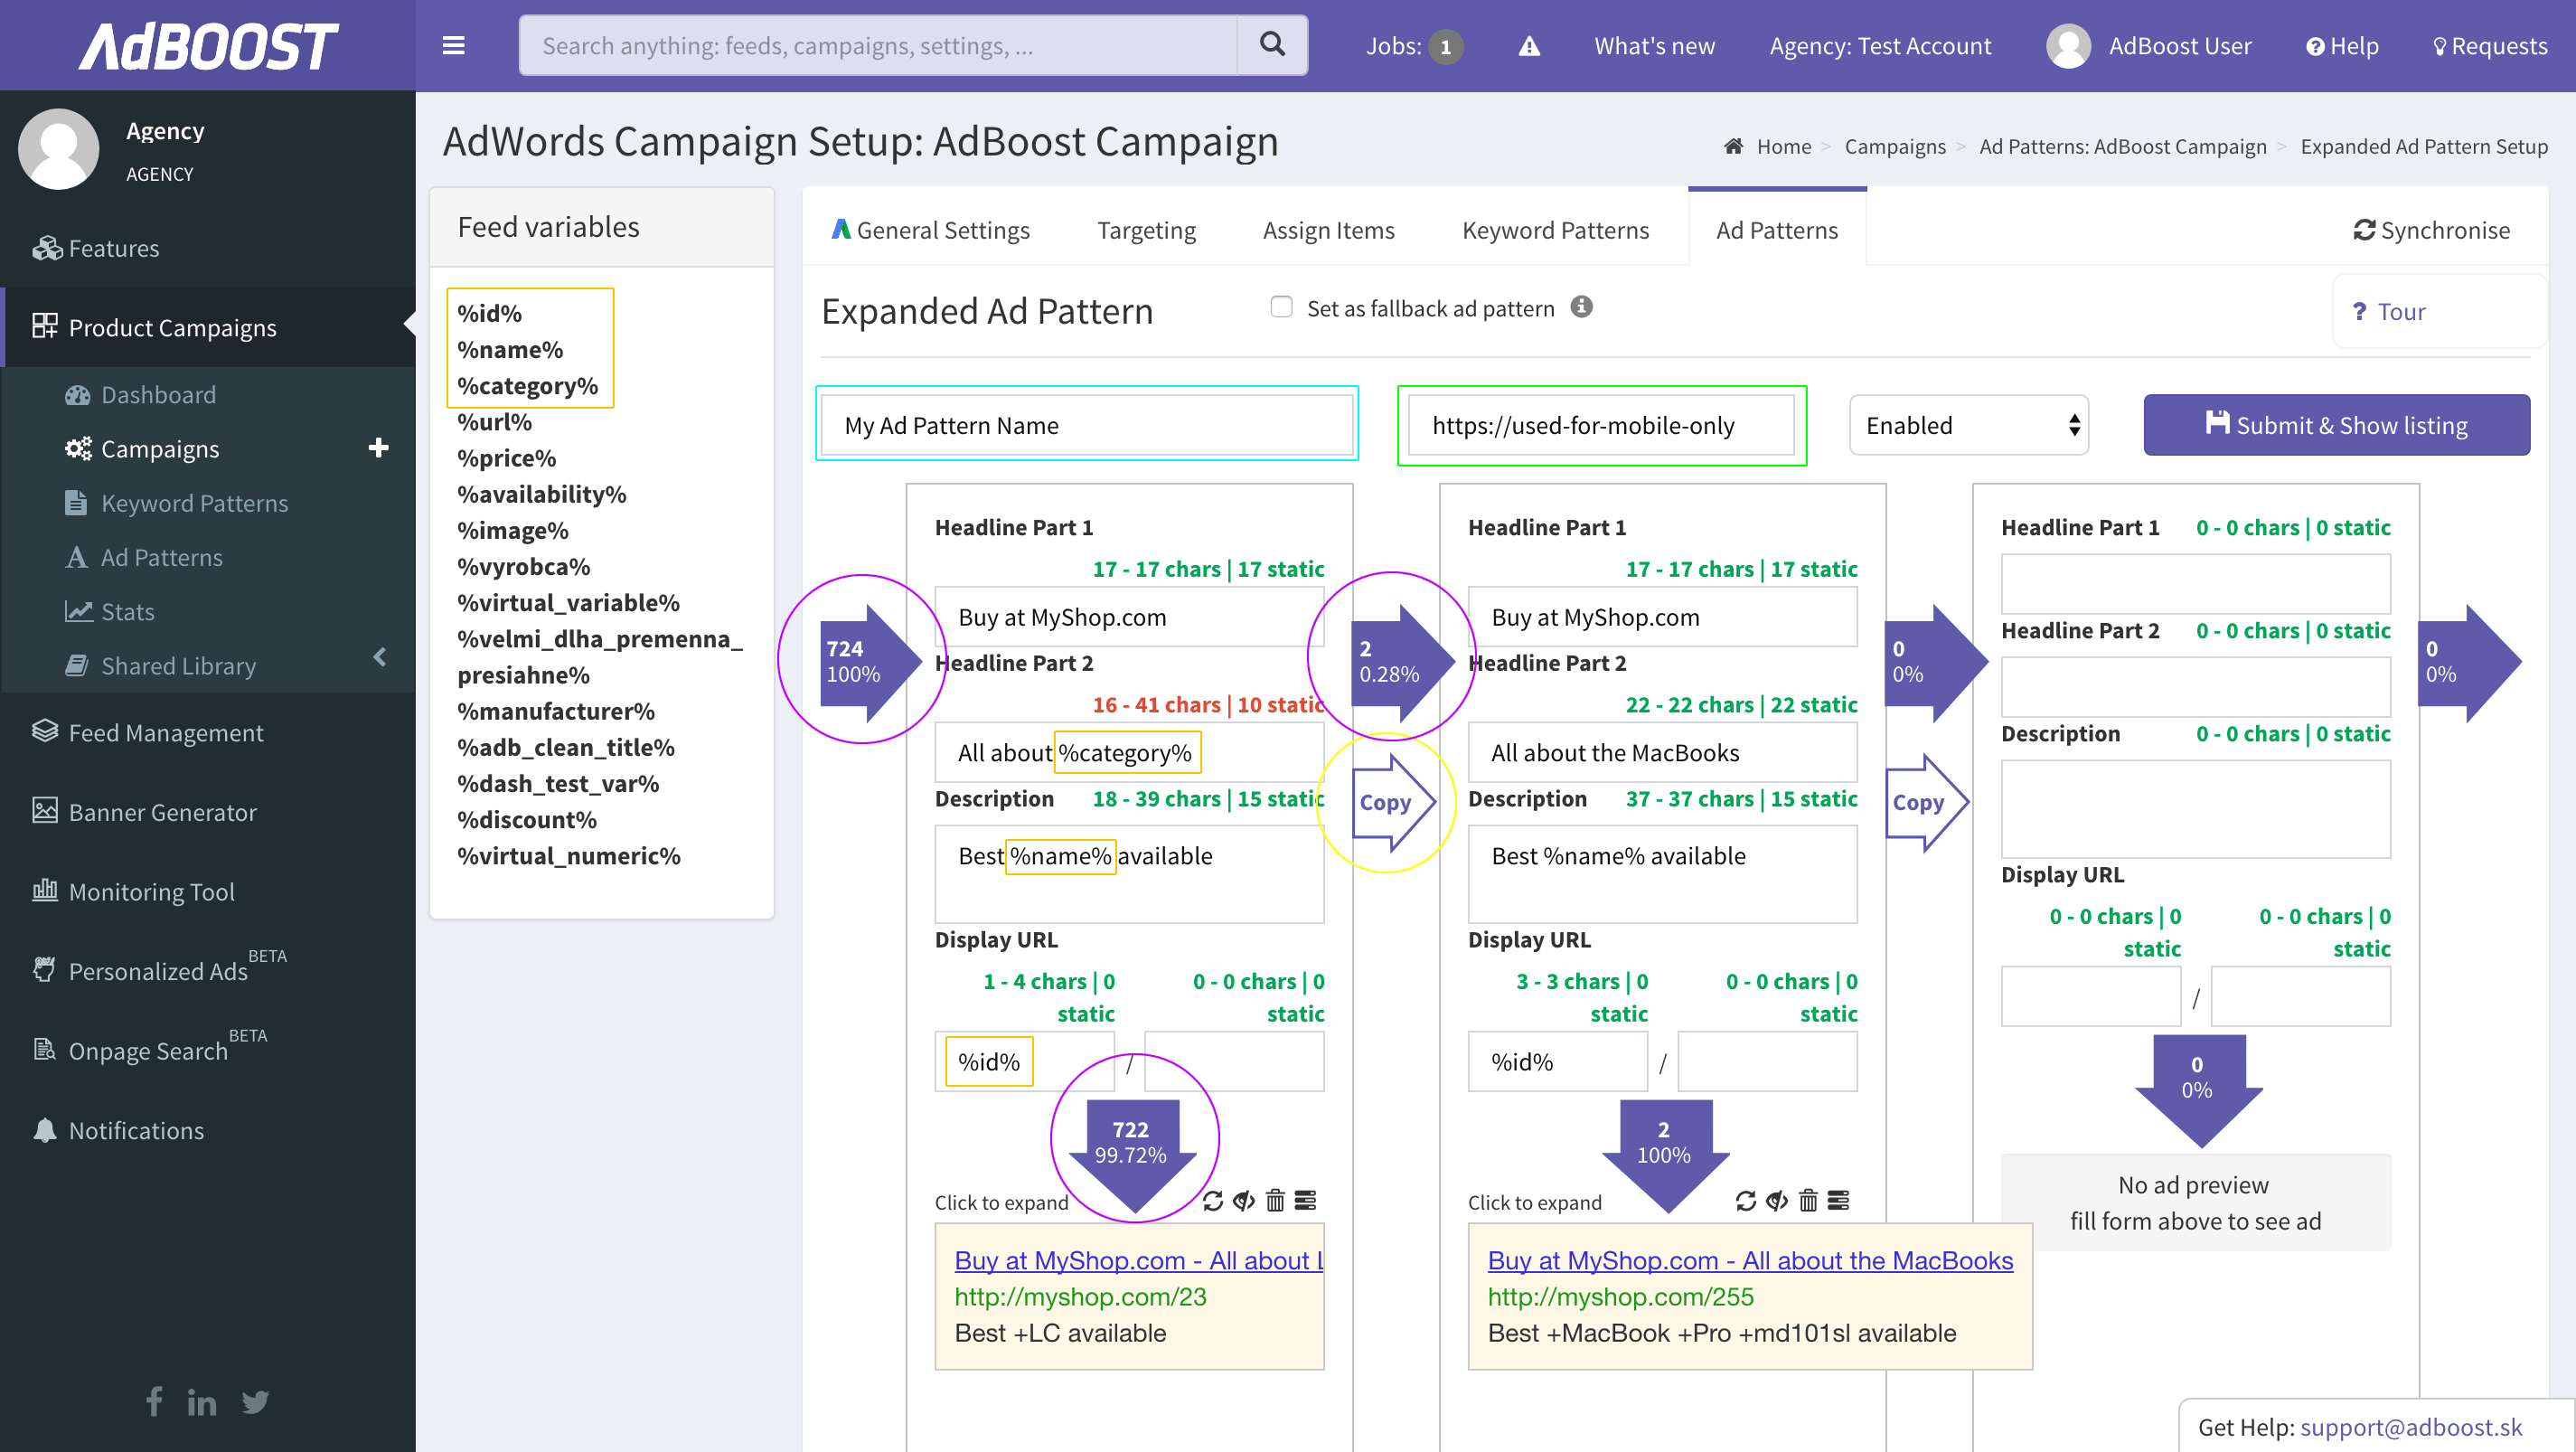 AdBOOST
Search anything: feeds, campaigns, settings, ...
Jobs: 1
What's new
Agency: Test Account
AdBoost User
Help
Requests
Agency
AGENCY
Features
Product Campaigns
Dashboard
Campaigns
Keyword Patterns
Ad Patterns
Stats
Shared Library
Feed Management
Banner Generator
Monitoring Tool
Personalized Ads BETA
Onpage Search BETA
Notifications
AdWords Campaign Setup: AdBoost Campaign
Home > Campaigns > Ad Patterns: AdBoost Campaign > Expanded Ad Pattern Setup
Feed variables
%id%
%name%
%category%
%url%
%price%
%availability%
%image%
%vyrobca%
%virtual_variable%
%velmi_dlha_premenna_
presiahne%
%manufacturer%
%adb_clean_title%
%dash_test_var%
%discount%
%virtual_numeric%
General Settings
Targeting
Assign Items
Keyword Patterns
Ad Patterns
Synchronise
Expanded Ad Pattern
Set as fallback ad pattern
? Tour
My Ad Pattern Name
https://used-for-mobile-only
Enabled
Submit & Show listing
724
100%
Headline Part 1
17 - 17 chars | 17 static
Buy at MyShop.com
Headline Part 2
16 - 41 chars | 10 static
All about %category%
Description 18 - 39 chars | 15 static
Best %name% available
Display URL
1 - 4 chars | 0
static
0 - 0 chars | 0
static
%id%
/
722
99.72%
Click to expand
Buy at MyShop.com - All about L
http://myshop.com/23
Best +LC available
2
0.28%
Copy
Headline Part 1
17 - 17 chars | 17 static
Buy at MyShop.com
Headline Part 2
22 - 22 chars | 22 static
All about the MacBooks
Description 37 - 37 chars | 15 static
Best %name% available
Display URL
3 - 3 chars | 0
static
0 - 0 chars | 0
static
%id%
/
2
100%
Click to expand
Buy at MyShop.com - All about the MacBooks
http://myshop.com/255
Best +MacBook +Pro +md101sl available
0
0%
Copy
Headline Part 1 0 - 0 chars | 0 static
Headline Part 2 0 - 0 chars | 0 static
Description 0 - 0 chars | 0 static
Display URL
0 - 0 chars | 0
static
0 - 0 chars | 0
static
/
0
0%
No ad preview
fill form above to see ad
0
0%
Get Help: support@adboost.sk